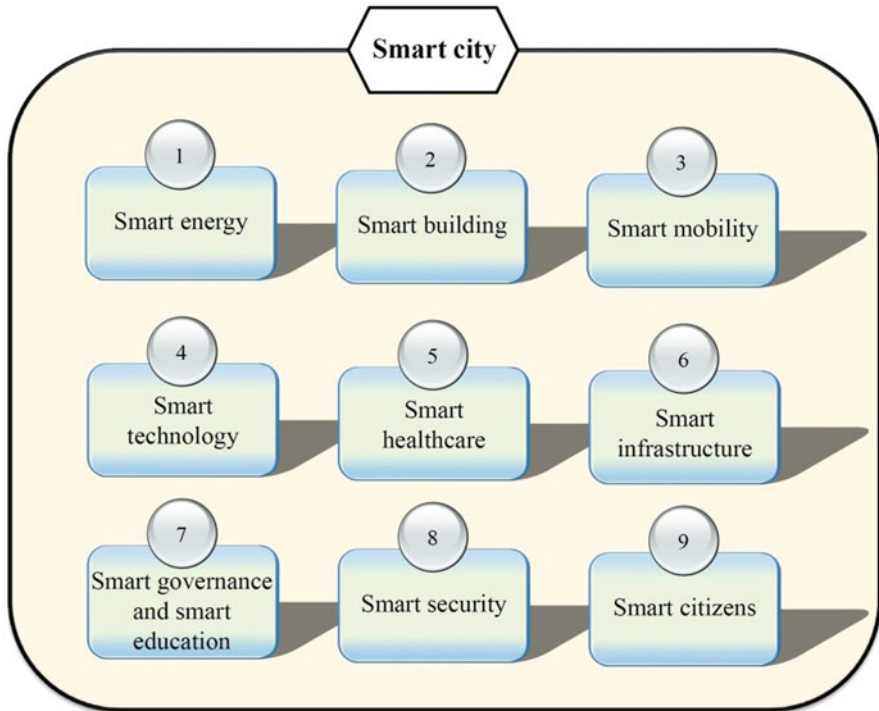 Smart city
1
Smart energy
2
Smart building
3
Smart mobility
4
Smart
technology
5
Smart
healthcare
6
Smart
infrastructure
7
Smart governance
and smart
education
8
Smart security
9
Smart citizens